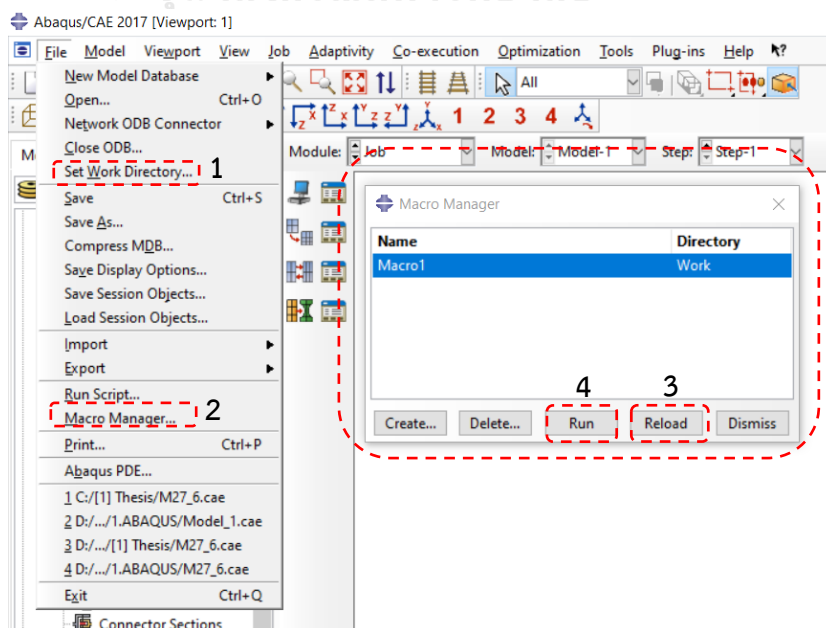 Abaqus/CAE 2017 [Viewport: 1]
File Model Viewport View Job Adaptivity Co-execution Optimization Tools Plug-ins Help
New Model Database
Open... Ctrl+O
Network ODB Connector
Close ODB...
Set Work Directory... 1
Save Ctrl+S
Save As...
Compress MDB...
Save Display Options...
Save Session Objects...
Load Session Objects...
Import
Export
Run Script...
Macro Manager... 2
Print... Ctrl+P
Abaqus PDE...
1 C:/[1] Thesis/M27_6.cae
2 D:/.../1.ABAQUS/Model_1.cae
3 D:/.../[1] Thesis/M27_6.cae
4 D:/.../1.ABAQUS/M27_6.cae
Exit Ctrl+Q
Connector Sections
All
1 2 3 4
Module: Job Model: Model-1 Step: Step-1
Macro Manager
Name Directory
Macro1 Work
4 3
Create... Delete... Run Reload Dismiss